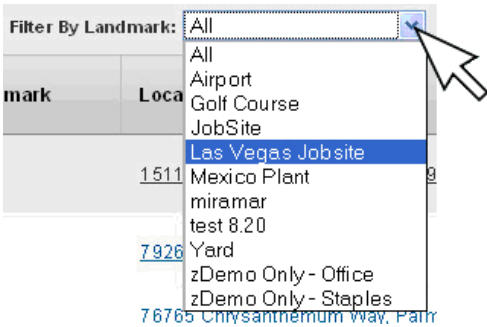 Filter By Landmark: All
All
mark Loca
Airport
Golf Course
JobSite
Las Vegas Jobsite
1511 Mexico Plant 9
miramar
test 8.20
7926 Yard
zDemo Only - Office
zDemo Only - Staples
76765 Chrysanthemum Way, Palm